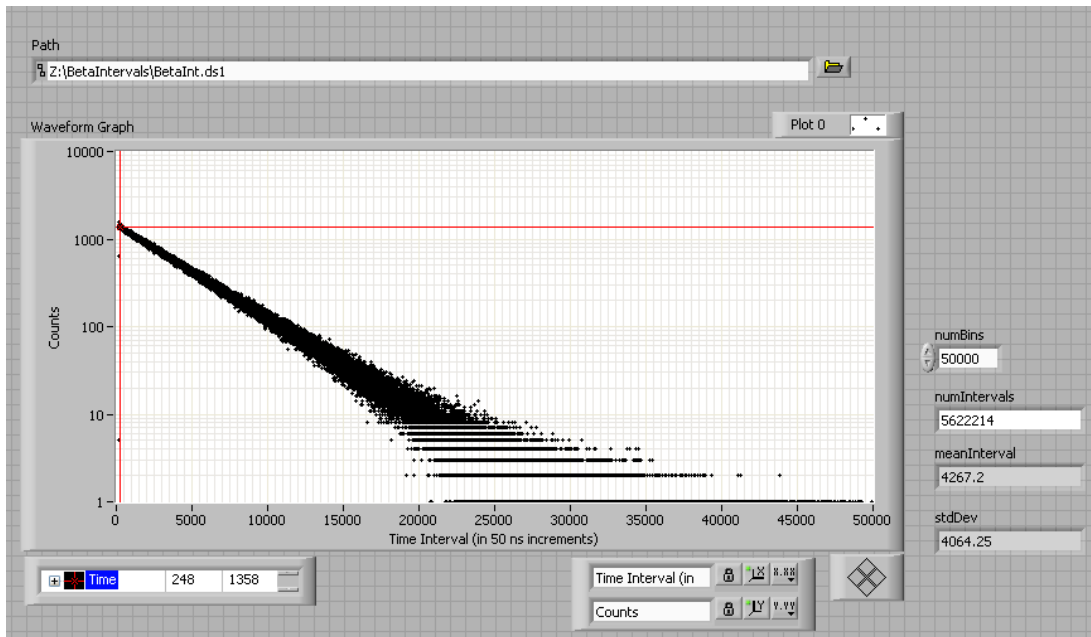 Path
Z:\BetaIntervals\BetaInt.ds1
Waveform Graph
Plot 0
10000
1000
100
10
1
Counts
0 5000 10000 15000 20000 25000 30000 35000 40000 45000 50000
Time Interval (in 50 ns increments)
numBins
50000
numIntervals
5622214
meanInterval
4267.2
stdDev
4064.25
Time 248 1358
Time Interval (in
X X.XX
Counts
Y Y.YY